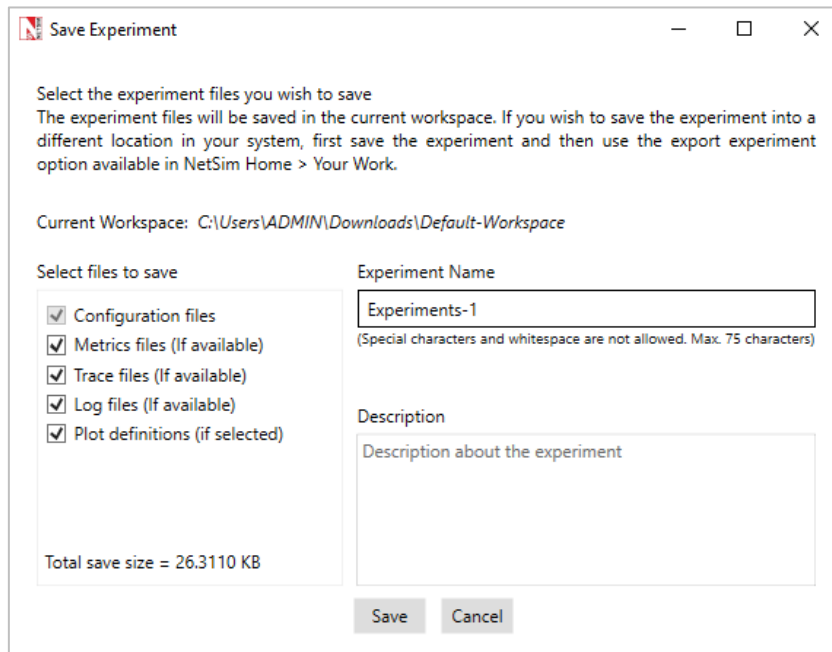 Save Experiment
Select the experiment files you wish to save
The experiment files will be saved in the current workspace. If you wish to save the experiment into a
different location in your system, first save the experiment and then use the export experiment
option available in NetSim Home > Your Work.
Current Workspace: C:\Users\ADMIN\Downloads\Default-Workspace
Select files to save
Configuration files
Metrics files (If available)
Trace files (If available)
Log files (If available)
Plot definitions (if selected)
Total save size = 26.3110 KB
Experiment Name
Experiments-1
(Special characters and whitespace are not allowed. Max. 75 characters)
Description
Description about the experiment
Save
Cancel